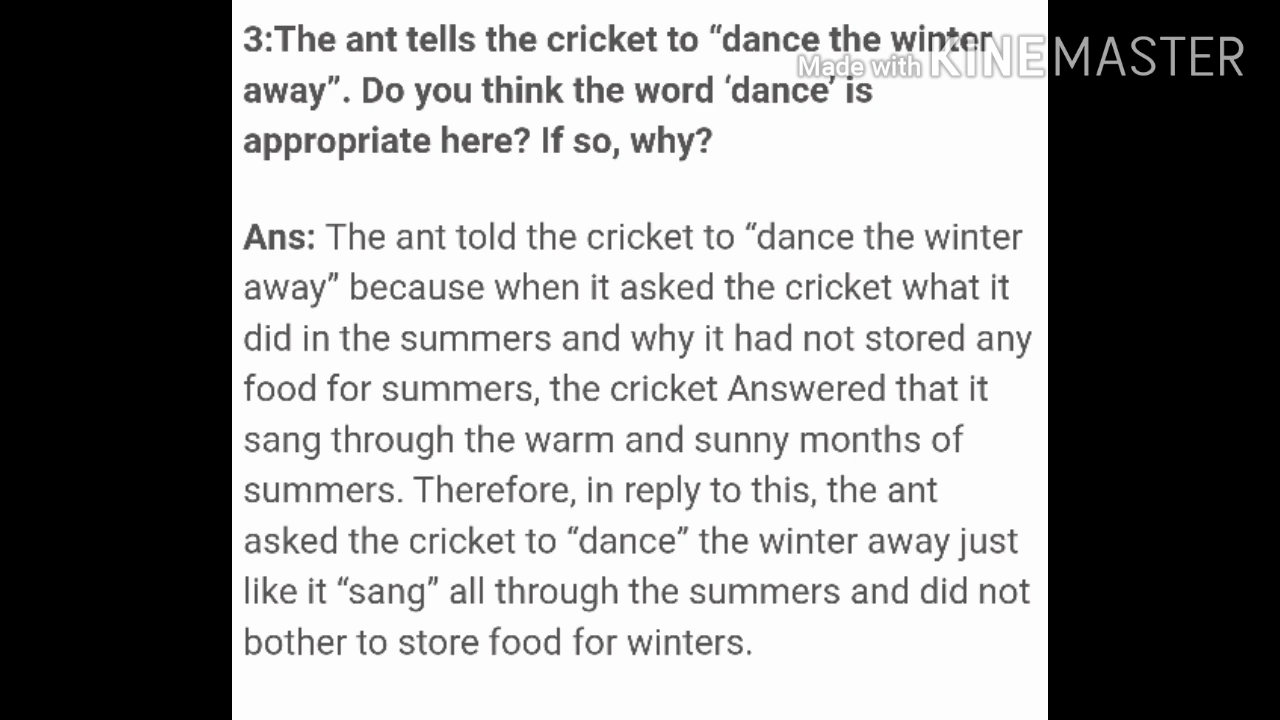 3:The ant tells the cricket to “dance the winter
away”. Do you think the word ‘dance’ is
appropriate here? If so, why?
Made with KINEMASTER
Ans: The ant told the cricket to “dance the winter
away” because when it asked the cricket what it
did in the summers and why it had not stored any
food for summers, the cricket Answered that it
sang through the warm and sunny months of
summers. Therefore, in reply to this, the ant
asked the cricket to “dance” the winter away just
like it “sang” all through the summers and did not
bother to store food for winters.